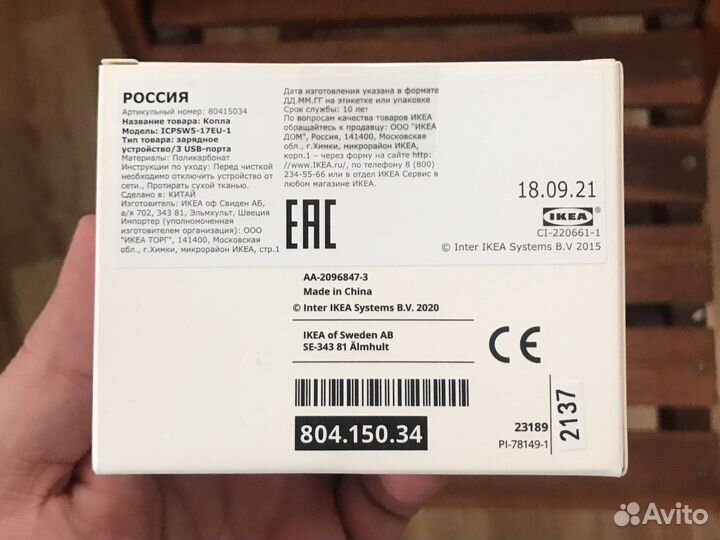 РОССИЯ
Артикульный номер: 80415034
Название товара: Копла
Модель: ICPSW5-17EU-1
Тип товара: зарядное
устройство/3 USB-порта
Материалы: Поликарбонат
Инструкции по уходу: Перед чисткой
необходимо отключить устройство от
сети., Протирать сухой тканью.
Сделано в: КИТАЙ
Изготовитель: ИКЕА оф Свиден АБ,
а/я 702, 343 81, Эльмхульт, Швеция
Импортер (уполномоченная
изготовителем организация): ООО
"ИКЕА ТОРГ", 141400, Московская
обл., г.Химки, микрорайон ИКЕА, стр.1
Дата изготовления указана в формате
ДД.ММ.ГГ на этикетке или упаковке
Срок службы: 10 лет
По вопросам качества товаров ИКЕА
обращайтесь к продавцу: ООО "ИКЕА
ДОМ", Россия, 141400, Московская
обл., г.Химки, микрорайон ИКЕА,
корп.1 – через форму на сайте http:
//www.IKEA.ru/, по телефону 8 (800)
234-55-66 или в отдел ИКЕА Сервис в
любом магазине ИКЕА.
EAC
18.09.21
IKEA
CI-220661-1
© Inter IKEA Systems B.V 2015
AA-2096847-3
Made in China
© Inter IKEA Systems B.V. 2020
IKEA of Sweden AB
SE-343 81 Älmhult
CE
804.150.34
23189
PI-78149-1
2137
Avito